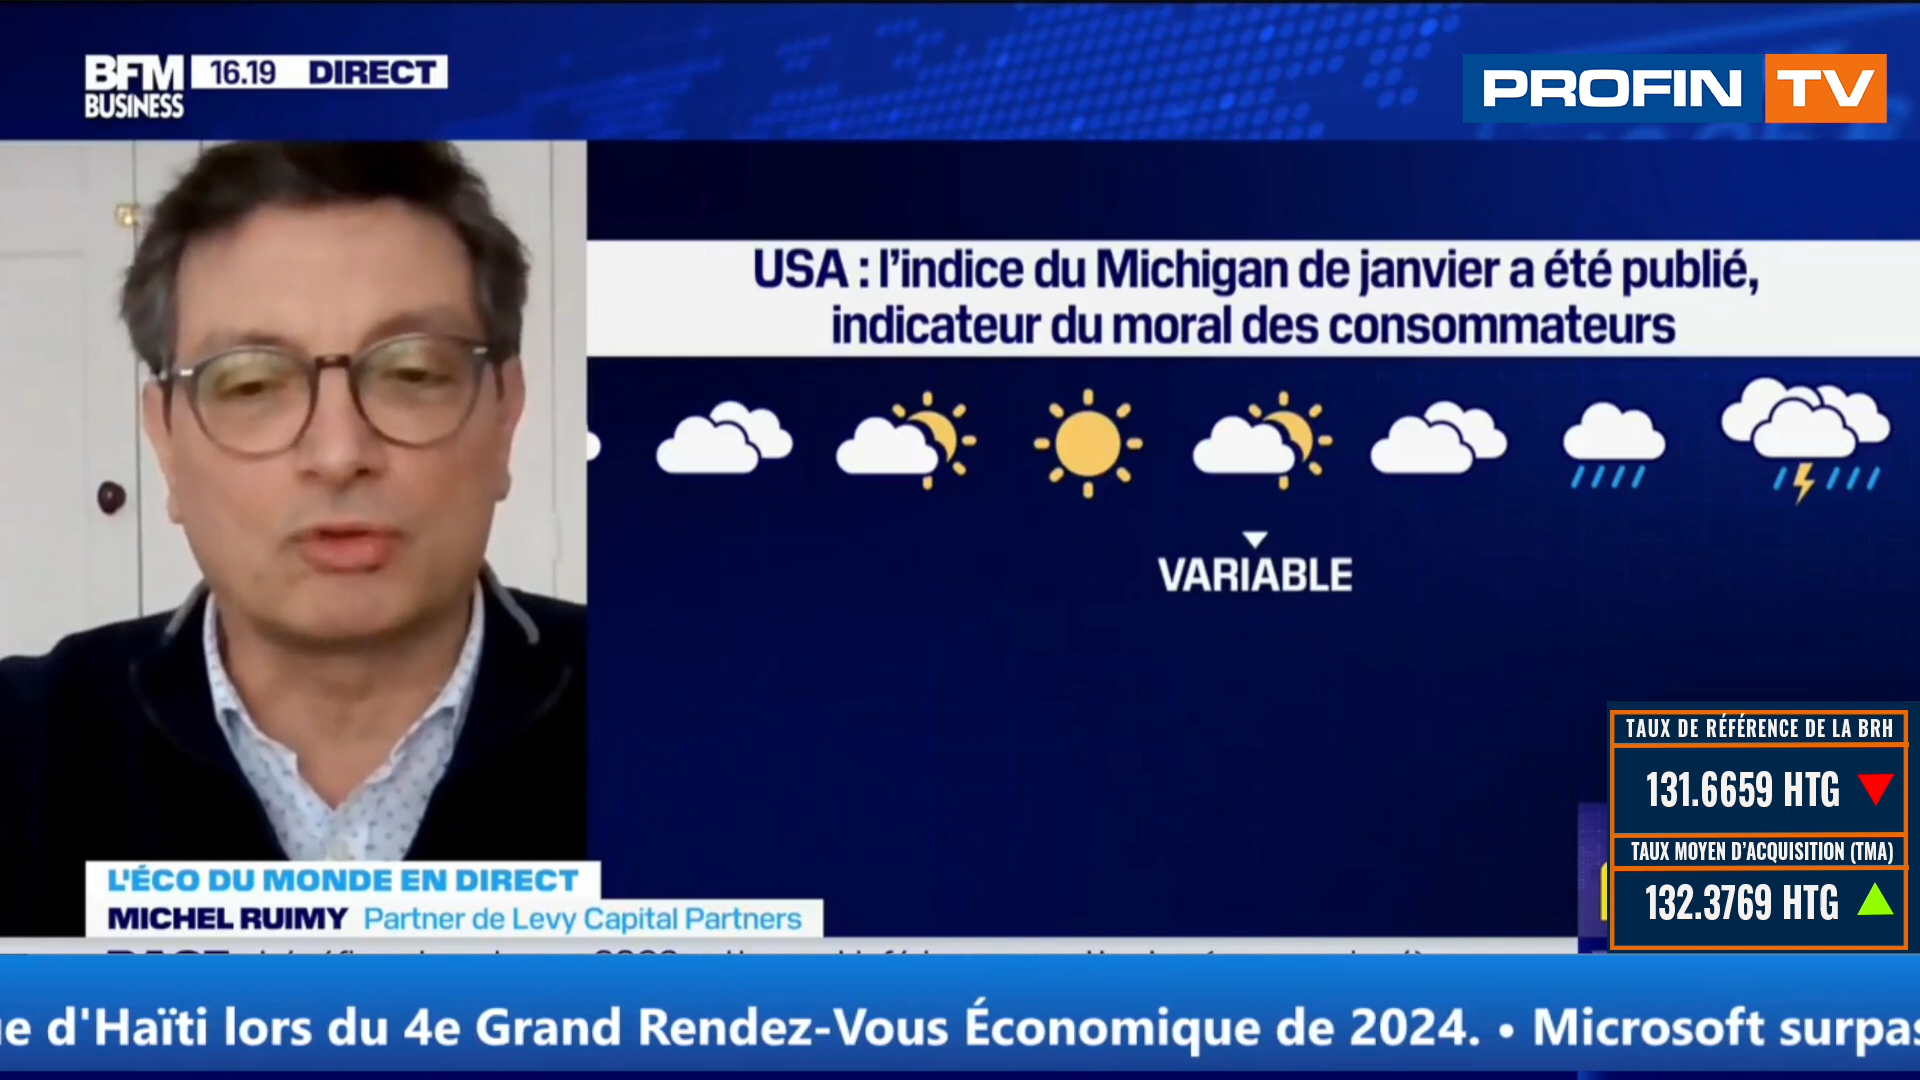 BFM
BUSINESS
16.19 DIRECT
PROFIN TV
USA : l'indice du Michigan de janvier a été publié,
indicateur du moral des consommateurs
VARIABLE
TAUX DE RÉFÉRENCE DE LA BRH
131.6659 HTG
TAUX MOYEN D'ACQUISITION (TMA)
132.3769 HTG
L'ÉCO DU MONDE EN DIRECT
MICHEL RUIMY Partner de Levy Capital Partners
d'Haïti lors du 4e Grand Rendez-Vous Économique de 2024. • Microsoft